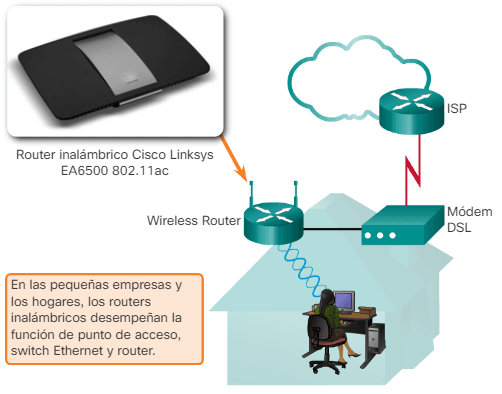 Router inalámbrico Cisco Linksys
EA6500 802.11ac
ISP
Wireless Router
Módem
DSL
En las pequeñas empresas y
los hogares, los routers
inalámbricos desempeñan la
función de punto de acceso,
switch Ethernet y router.